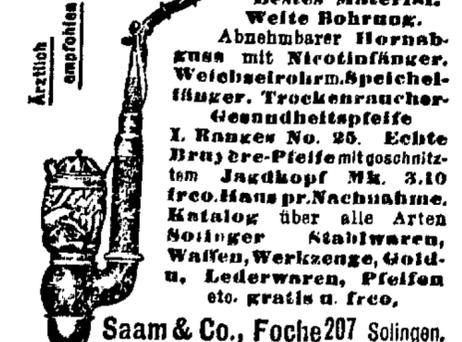 Ärztlich
empfohlen
Bestes Material.
Weite Bohrung.
Abnehmbarer Hornab-
guss mit Nicotinfänger.
Weichselrohr m. Speichel-
fänger. Trockenraucher-
Gesundheitspfeife
I. Ranges No. 25. Echte
Bruyère-Pfeife mit goschnitz-
tem Jagdkopf Mk. 3.10
frco. Haus pr. Nachnahme.
Katalog über alle Arten
Solinger Stahlwaren,
Waffen, Werkzenge, Gold-
u. Lederwaren, Pfeifen
etc. gratis u. frco.
Saam & Co., Foche 207 Solingen.